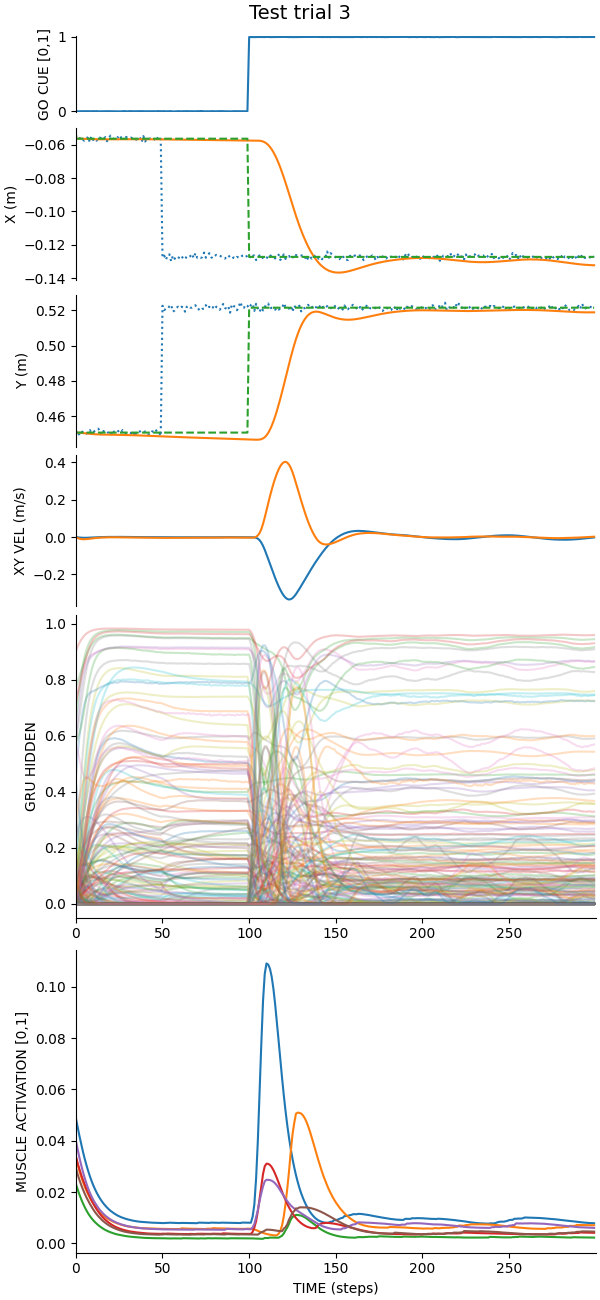 Test trial 3
GO CUE [0,1]
1
0
X (m)
−0.06
−0.08
−0.10
−0.12
−0.14
Y (m)
0.52
0.50
0.48
0.46
XY VEL (m/s)
0.4
0.2
0.0
−0.2
GRU HIDDEN
1.0
0.8
0.6
0.4
0.2
0.0
0 50 100 150 200 250
MUSCLE ACTIVATION [0,1]
0.10
0.08
0.06
0.04
0.02
0.00
0 50 100 150 200 250
TIME (steps)